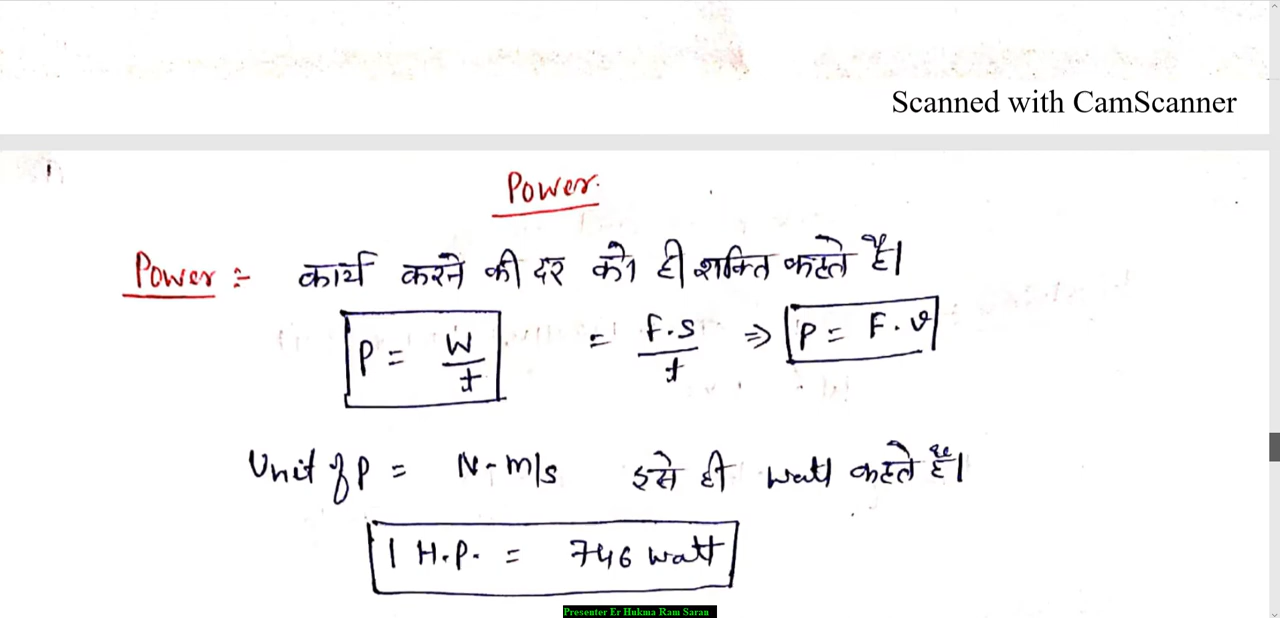 Scanned with CamScanner
Power.
Power :- कार्य करने की दर को ही शक्ति कहते हैं।
P = W/t = F.S/t ⇒ P = F.v
Unit of P = N-m/s इसे ही watt कहते हैं।
1 H.P. = 746 watt
Presenter Er Hukma Ram Saran